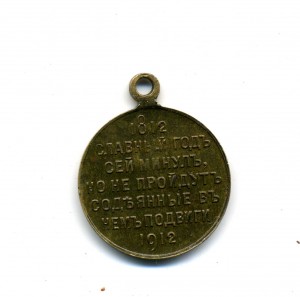 1812
СЛАВНЫЙ ГОДЪ
СЕЙ МИНУЛЪ.
НО НЕ ПРОЙДУТЪ
СОДѢЯННЫЕ ВЪ
НЕМЪ ПОДВИГИ
1912